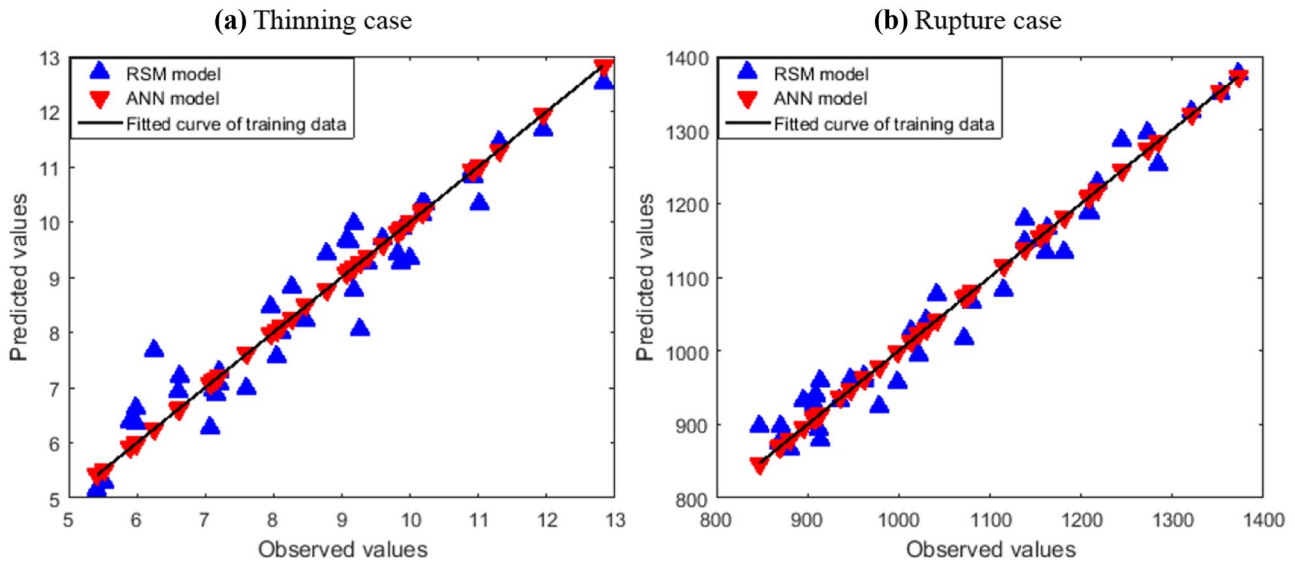 (a) Thinning case
13
12
11
10
9
8
7
6
5
Predicted values
RSM model
ANN model
Fitted curve of training data
5 6 7 8 9 10 11 12 13
Observed values
(b) Rupture case
1400
1300
1200
1100
1000
900
800
Predicted values
RSM model
ANN model
Fitted curve of training data
800 900 1000 1100 1200 1300 1400
Observed values